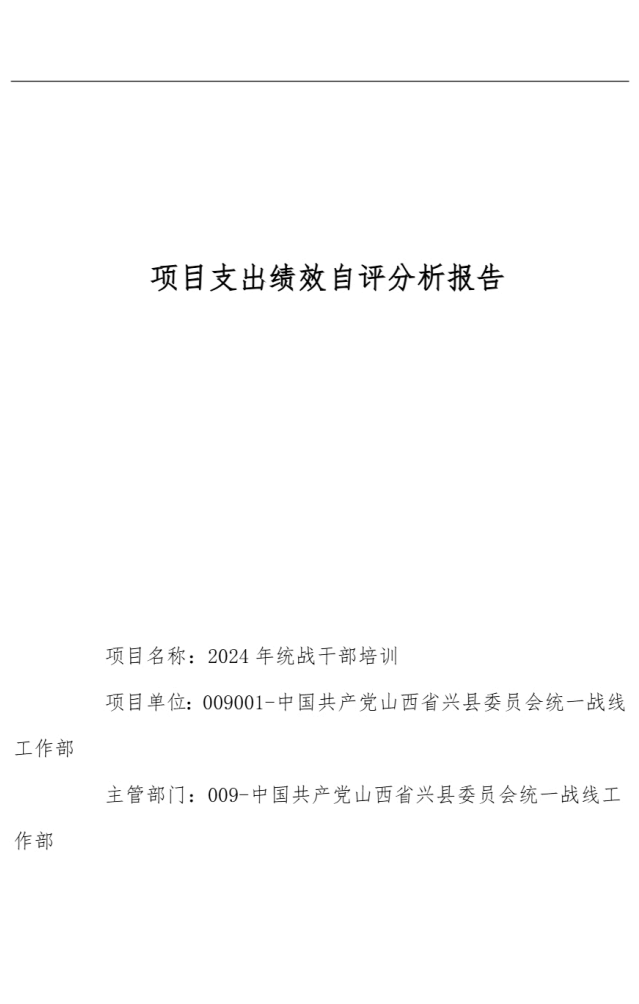 项目支出绩效自评分析报告
项目名称：2024 年统战干部培训
项目单位：009001-中国共产党山西省兴县委员会统一战线
工作部
主管部门：009-中国共产党山西省兴县委员会统一战线工
作部